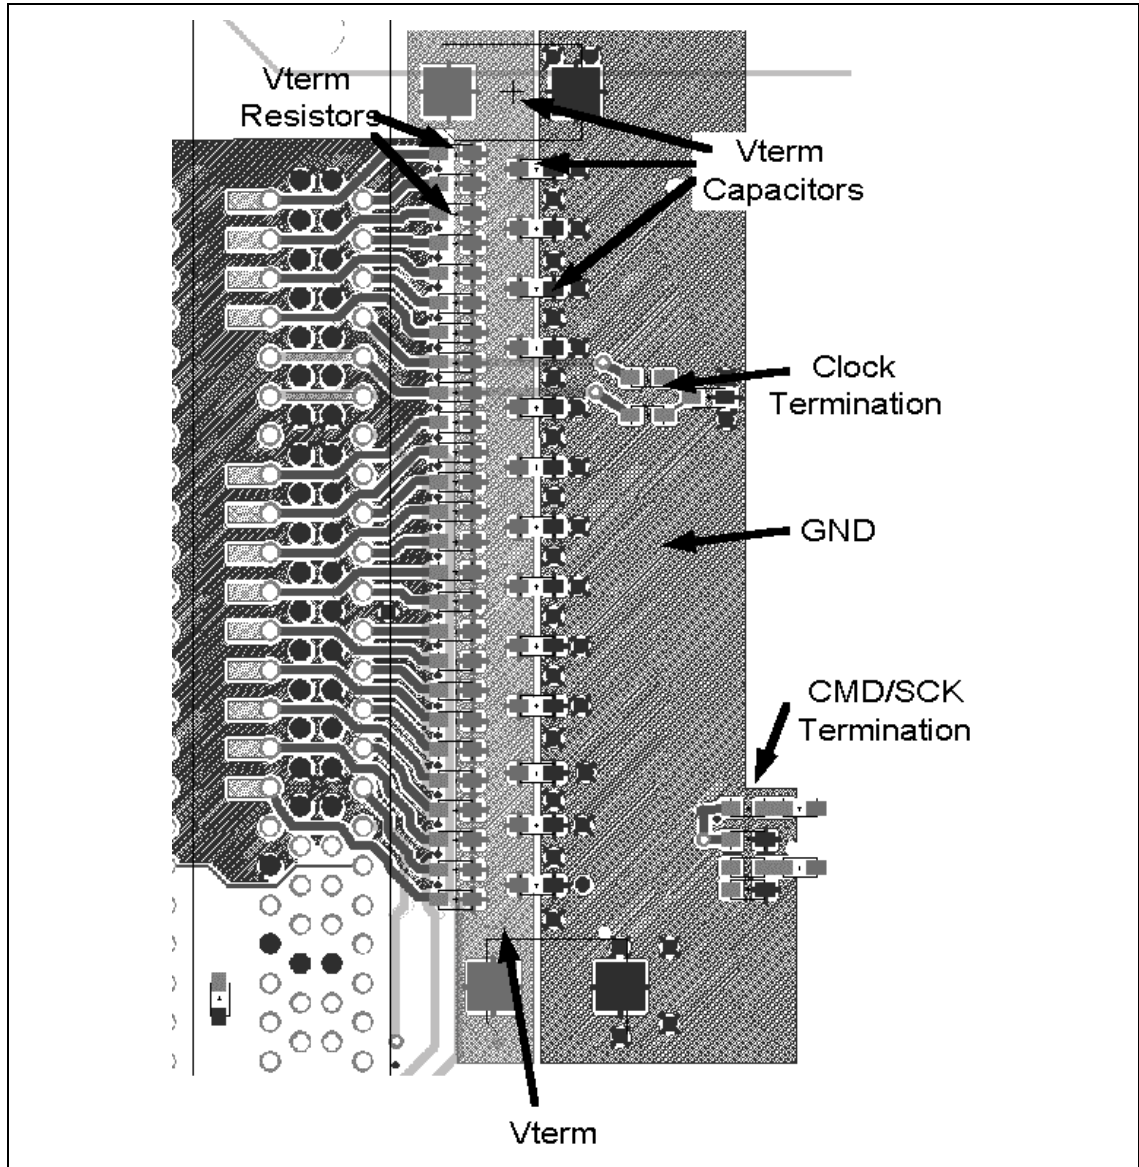 Vterm
Resistors
Vterm
Capacitors
Clock
Termination
GND
CMD/SCK
Termination
Vterm